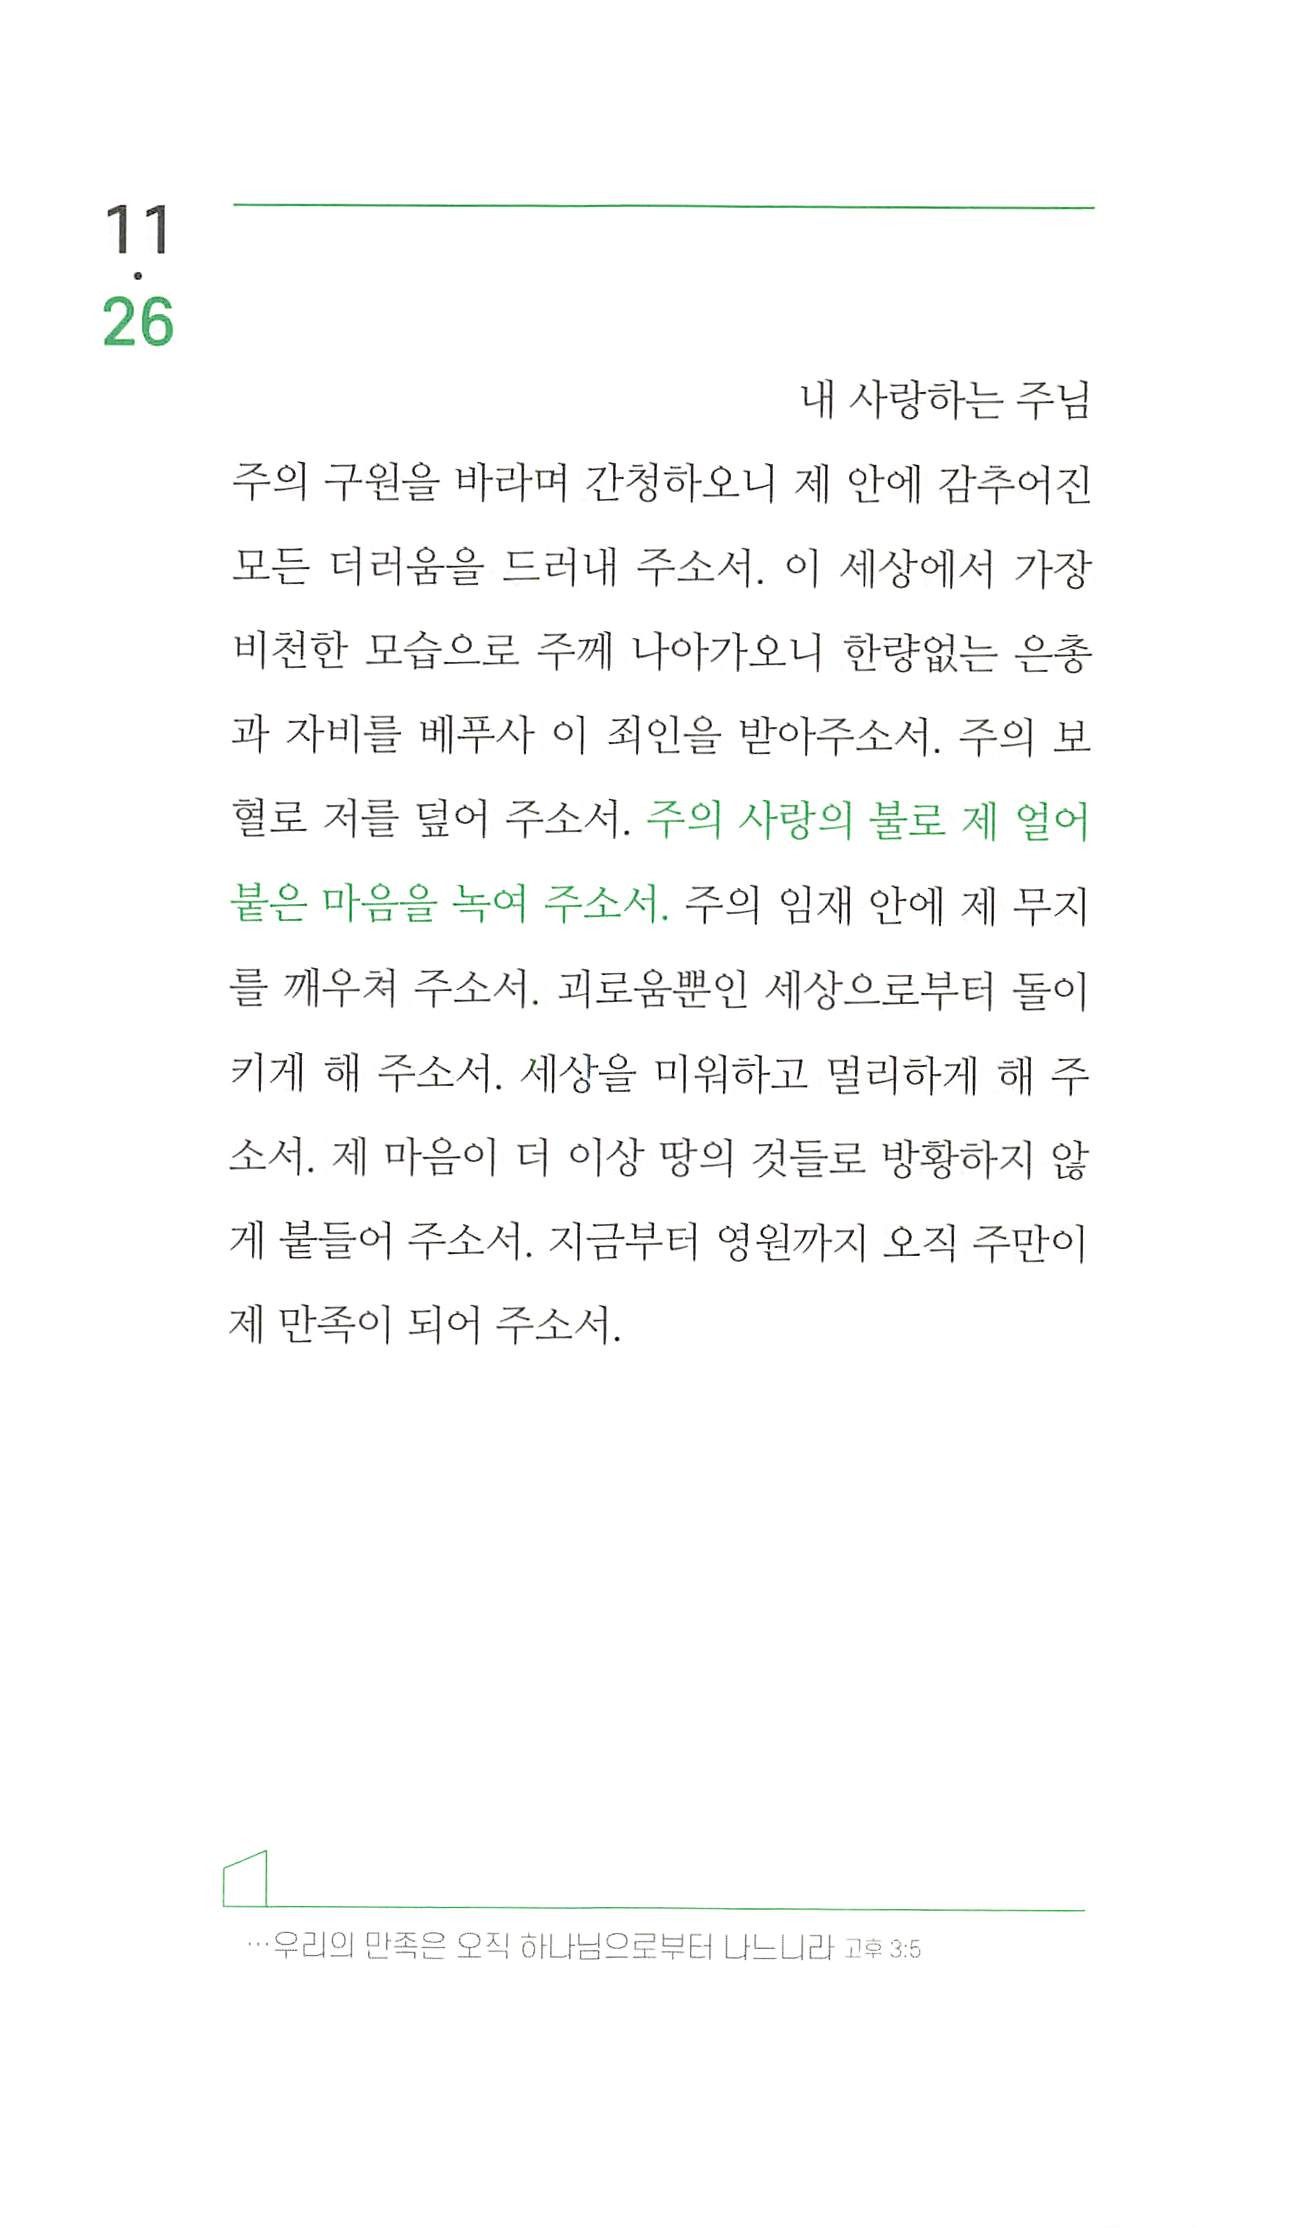 11
·
26
내 사랑하는 주님
주의 구원을 바라며 간청하오니 제 안에 감추어진
모든 더러움을 드러내 주소서. 이 세상에서 가장
비천한 모습으로 주께 나아가오니 한량없는 은총
과 자비를 베푸사 이 죄인을 받아주소서. 주의 보
혈로 저를 덮어 주소서. 주의 사랑의 불로 제 얼어
붙은 마음을 녹여 주소서. 주의 임재 안에 제 무지
를 깨우쳐 주소서. 괴로움뿐인 세상으로부터 돌이
키게 해 주소서. 세상을 미워하고 멀리하게 해 주
소서. 제 마음이 더 이상 땅의 것들로 방황하지 않
게 붙들어 주소서. 지금부터 영원까지 오직 주만이
제 만족이 되어 주소서.
…우리의 만족은 오직 하나님으로부터 나느니라 고후 3:5